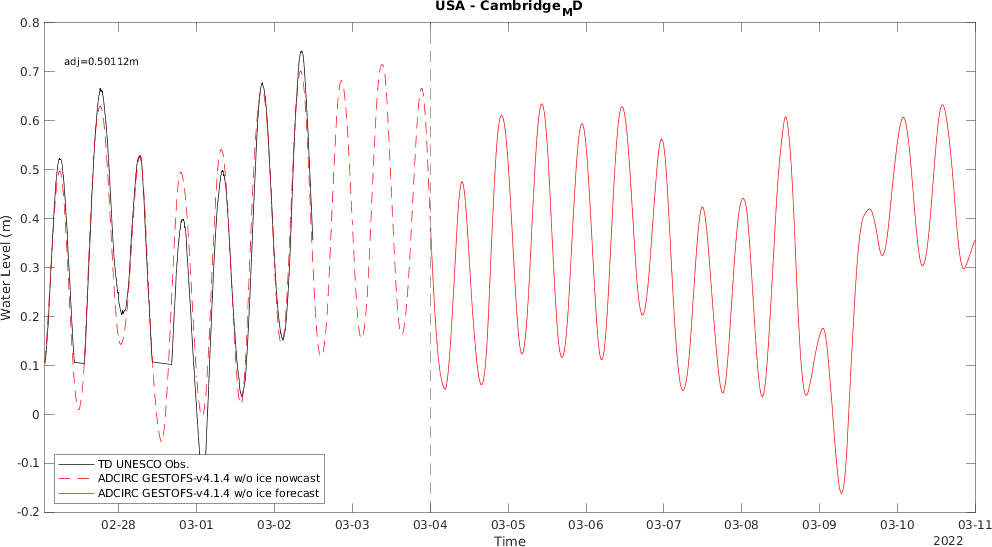 USA - Cambridge_MD
adj=0.50112m
0.8
0.7
0.6
0.5
0.4
0.3
0.2
0.1
0
-0.1
-0.2
Water Level (m)
TD UNESCO Obs.
ADCIRC GESTOFS-v4.1.4 w/o ice nowcast
ADCIRC GESTOFS-v4.1.4 w/o ice forecast
02-28 03-01 03-02 03-03 03-04 03-05 03-06 03-07 03-08 03-09 03-10 03-11
Time
2022